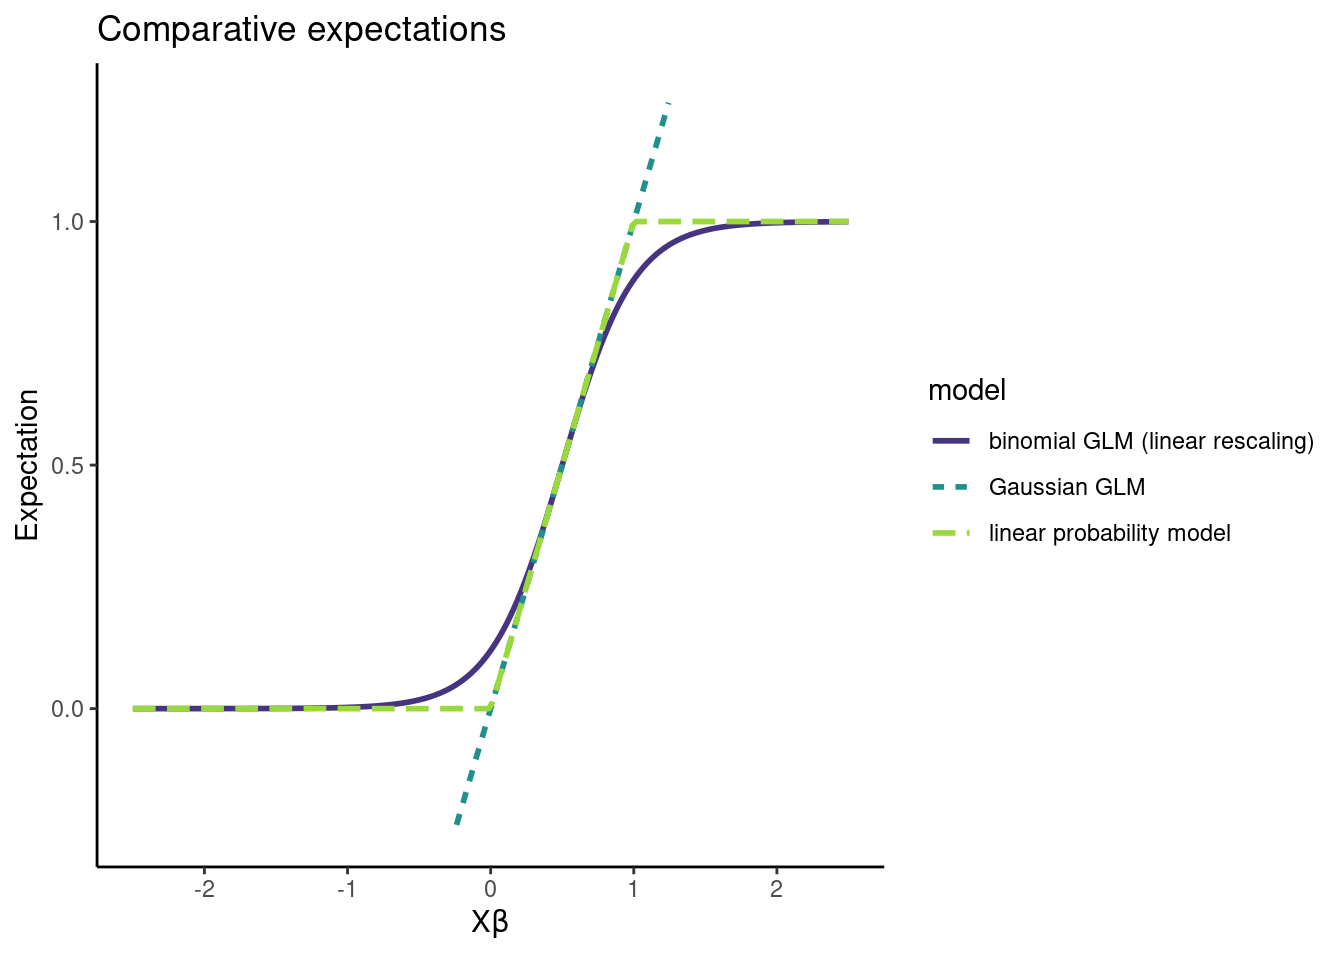 Comparative expectations
Expectation
1.0
0.5
0.0
-2
-1
0
1
2
Xβ
model
binomial GLM (linear rescaling)
Gaussian GLM
linear probability model